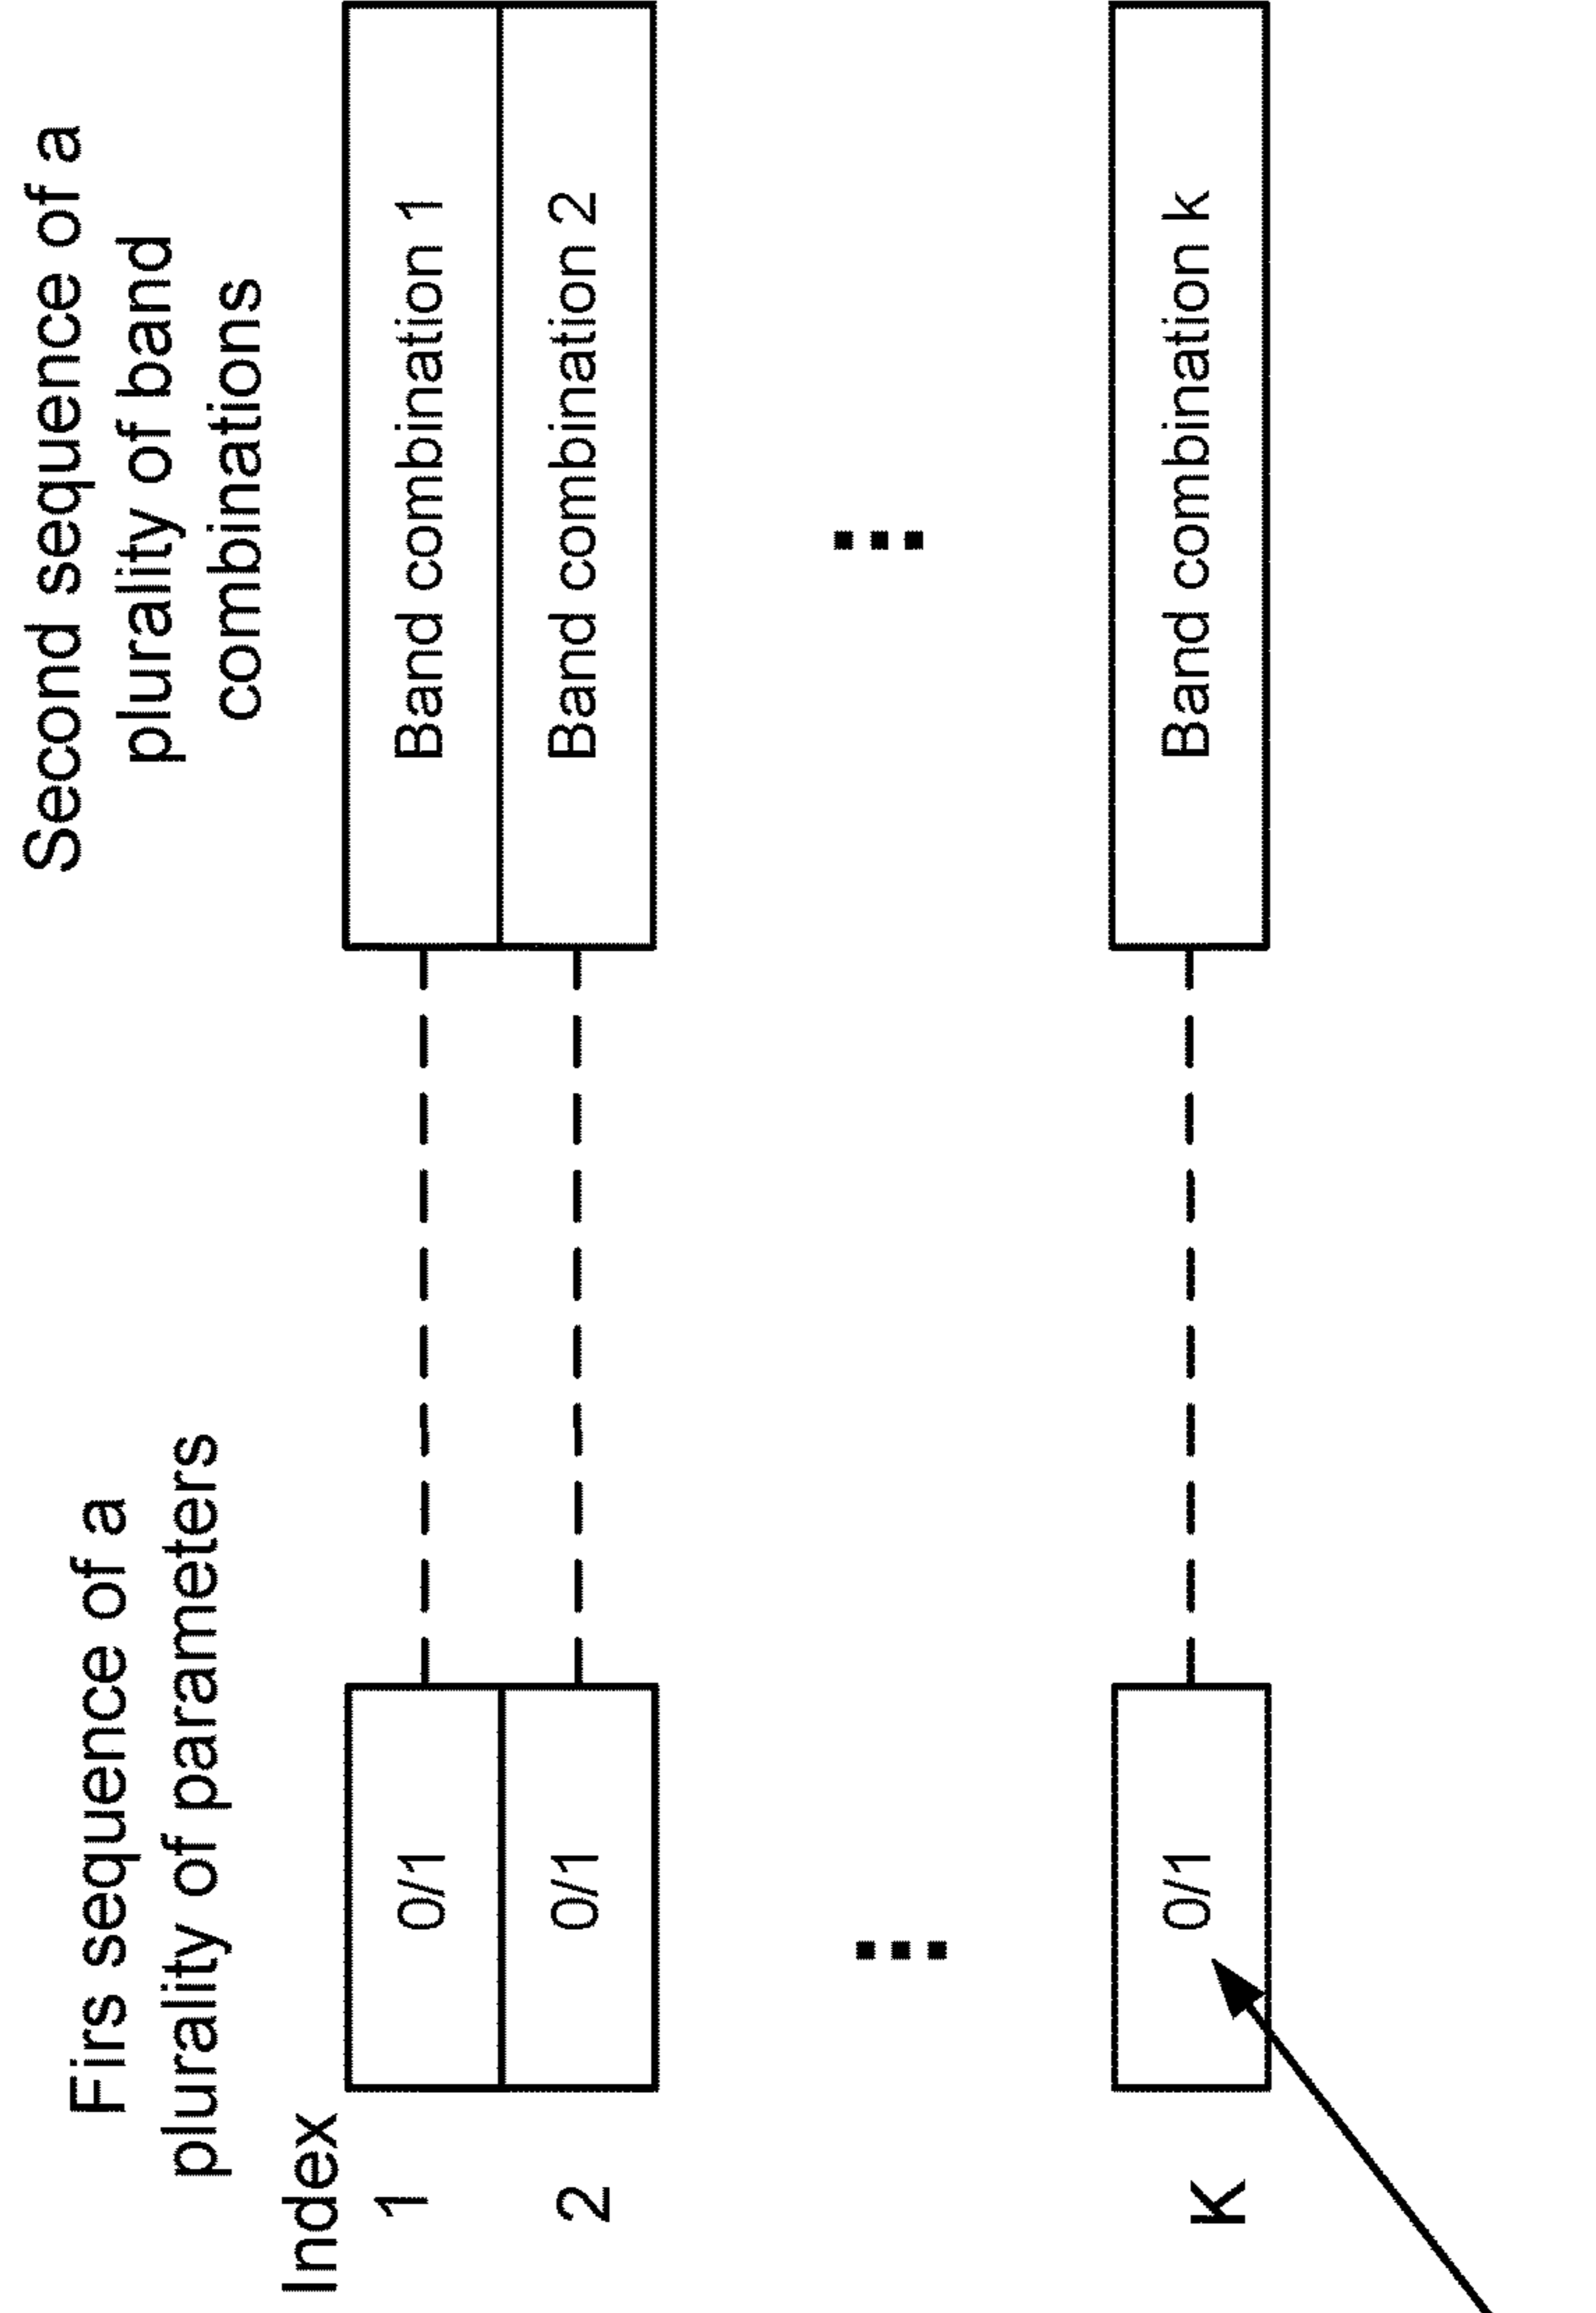 Firs sequence of a
plurality of parameters
Second sequence of a
plurality of band
combinations
Index
1
0/1
Band combination 1
2
0/1
Band combination 2
K
0/1
Band combination k